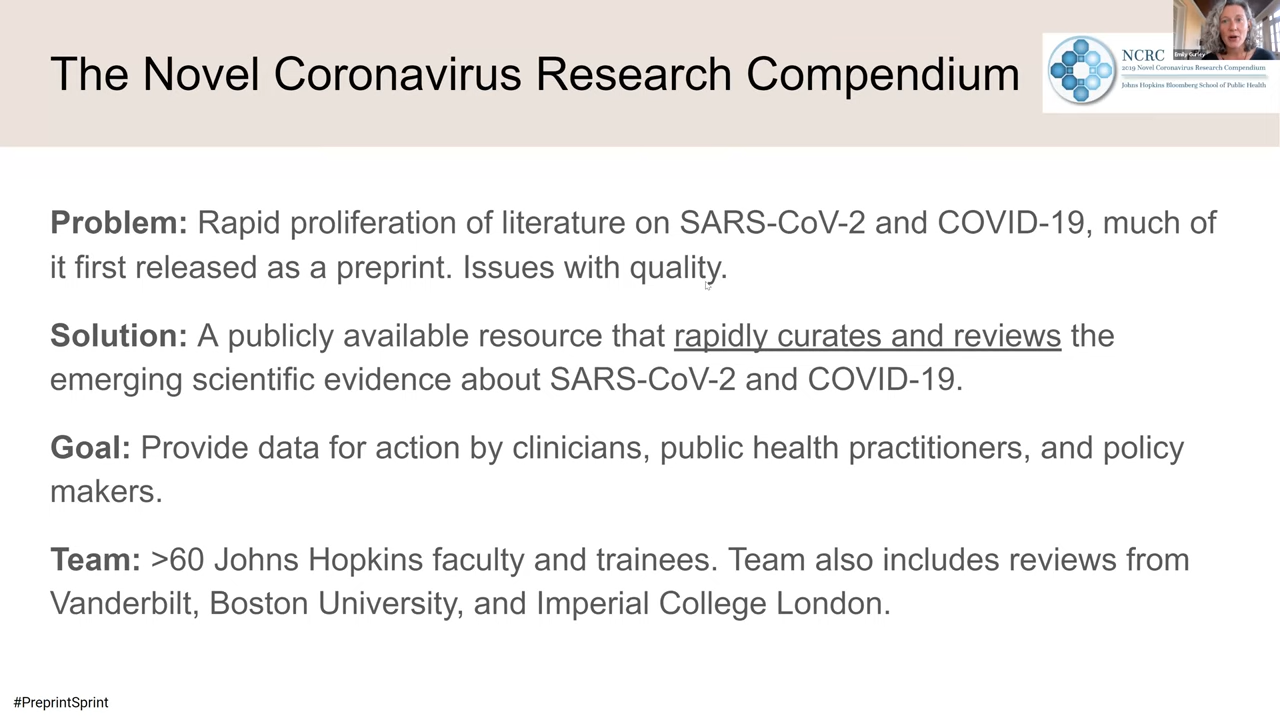 The Novel Coronavirus Research Compendium
NCRC
2019 Novel Coronavirus Research Compendium
Johns Hopkins Bloomberg School of Public Health
Emily Gurley
Problem: Rapid proliferation of literature on SARS-CoV-2 and COVID-19, much of
it first released as a preprint. Issues with quality.
Solution: A publicly available resource that rapidly curates and reviews the
emerging scientific evidence about SARS-CoV-2 and COVID-19.
Goal: Provide data for action by clinicians, public health practitioners, and policy
makers.
Team: >60 Johns Hopkins faculty and trainees. Team also includes reviews from
Vanderbilt, Boston University, and Imperial College London.
#PreprintSprint